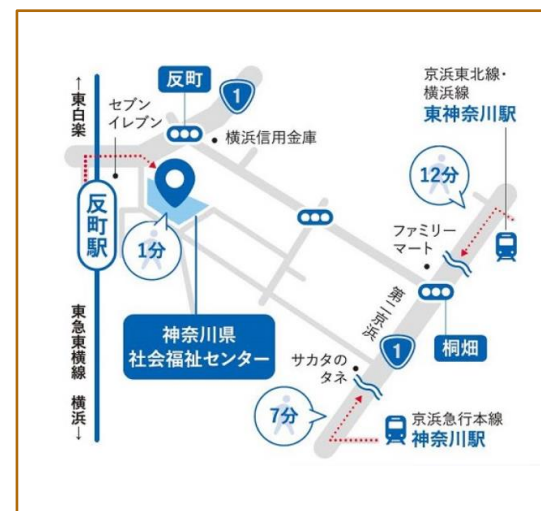 反町
1
京浜東北線・
横浜線
東神奈川駅
←東白楽
セブン
イレブン
横浜信用金庫
12分
反町駅
1分
ファミリー
マート
神奈川県
社会福祉センター
第二京浜
桐畑
1
東急東横線 横浜→
サカタの
タネ
7分
京浜急行本線
神奈川駅